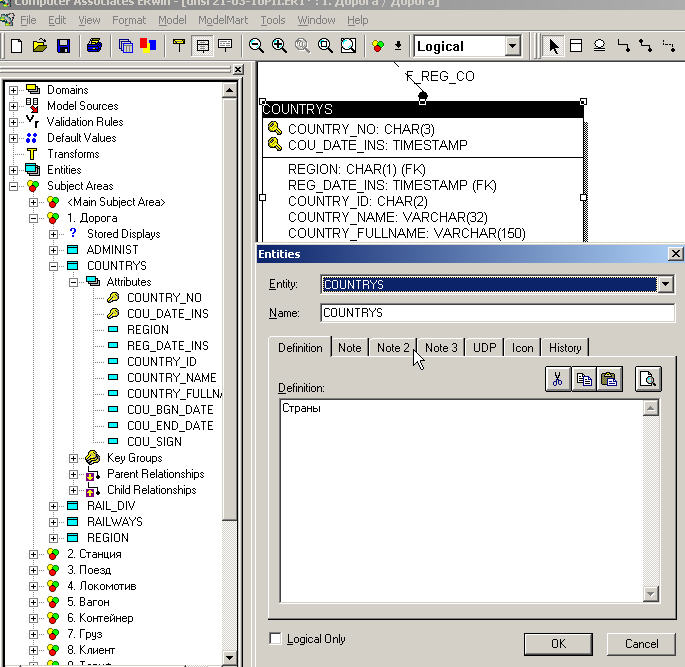 Computer Associates ERwin - [dnsi 21-03-10PTT.ER1 * : 1. Дорога / Дорога]
File Edit View Format Model ModelMart Tools Window Help
Logical
Domains
Model Sources
Validation Rules
Default Values
Transforms
Entities
Subject Areas
<Main Subject Area>
1. Дорога
Stored Displays
ADMINIST
COUNTRYS
Attributes
COUNTRY_NO
COU_DATE_INS
REGION
REG_DATE_INS
COUNTRY_ID
COUNTRY_NAME
COUNTRY_FULLN
COU_BGN_DATE
COU_END_DATE
COU_SIGN
Key Groups
Parent Relationships
Child Relationships
RAIL_DIV
RAILWAYS
REGION
2. Станция
3. Поезд
4. Локомотив
5. Вагон
6. Контейнер
7. Груз
8. Клиент
F_REG_CO
COUNTRYS
COUNTRY_NO: CHAR(3)
COU_DATE_INS: TIMESTAMP
REGION: CHAR(1) (FK)
REG_DATE_INS: TIMESTAMP (FK)
COUNTRY_ID: CHAR(2)
COUNTRY_NAME: VARCHAR(32)
COUNTRY_FULLNAME: VARCHAR(150)
Entities
Entity: COUNTRYS
Name: COUNTRYS
Definition Note Note 2 Note 3 UDP Icon History
Definition:
Страны
Logical Only
OK Cancel